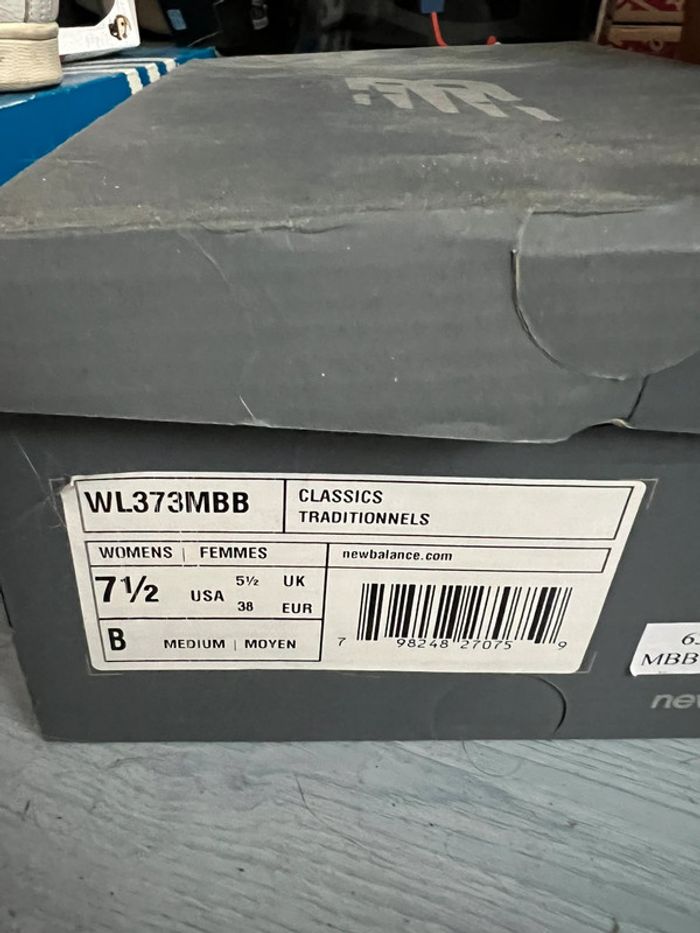 WL373MBB
CLASSICS
TRADITIONNELS
WOMENS | FEMMES
newbalance.com
7½ USA 5½ UK
38 EUR
B MEDIUM | MOYEN
7 98248 27075 9
MBB